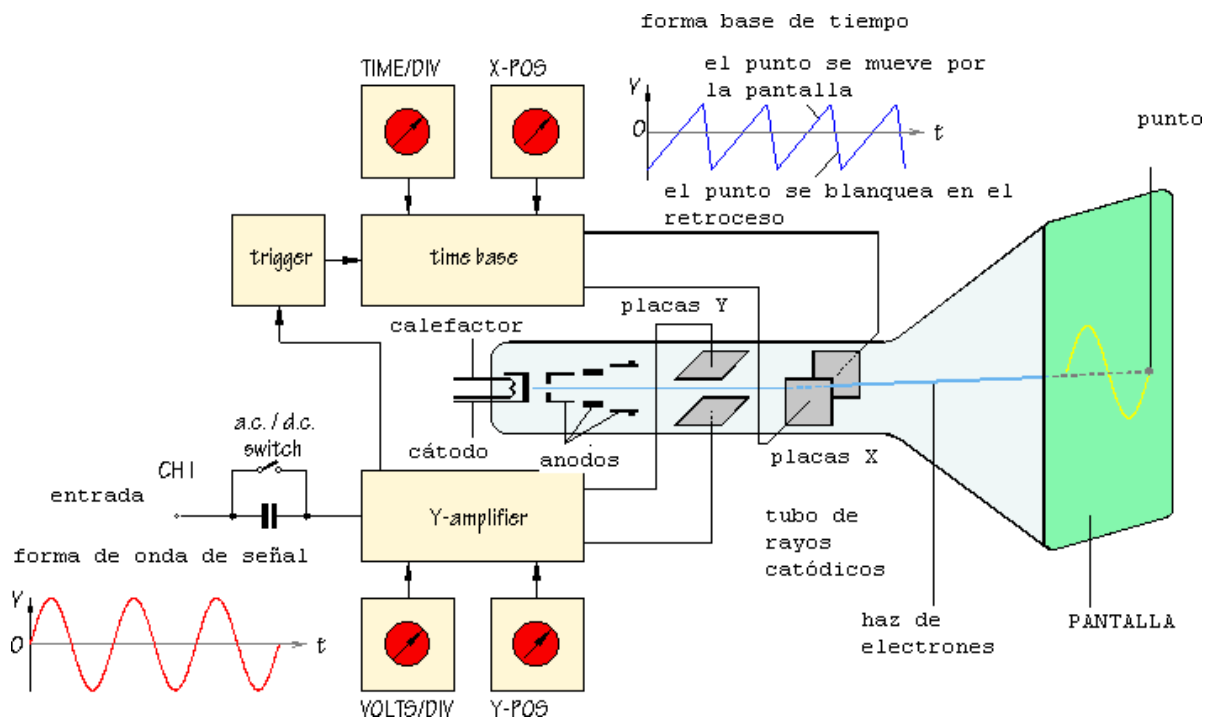 forma base de tiempo
TIME/DIV
X-POS
el punto se mueve por
la pantalla
V
O
t
punto
el punto se blanquea en el
retroceso
trigger
time base
placas Y
calefactor
a.c. / d.c.
switch
cátodo
anodos
placas X
CH I
entrada
Y-amplifier
tubo de
rayos
catódicos
forma de onda de señal
V
O
t
haz de
electrones
PANTALLA
VOLTS/DIV
Y-POS